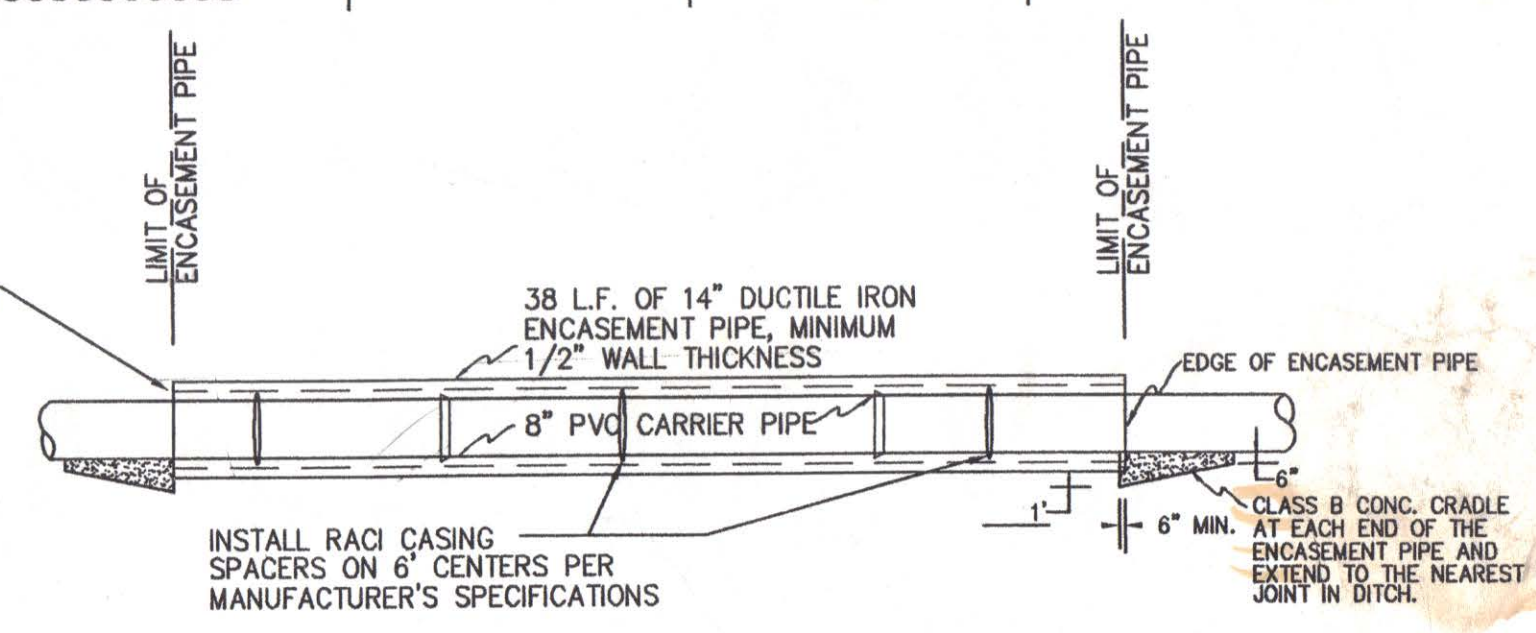 LIMIT OF
ENCASEMENT PIPE
LIMIT OF
ENCASEMENT PIPE
38 L.F. OF 14" DUCTILE IRON
ENCASEMENT PIPE, MINIMUM
1/2" WALL THICKNESS
EDGE OF ENCASEMENT PIPE
8" PVC CARRIER PIPE
6"
1'
6" MIN.
CLASS B CONC. CRADLE
AT EACH END OF THE
ENCASEMENT PIPE AND
EXTEND TO THE NEAREST
JOINT IN DITCH.
INSTALL RACI CASING
SPACERS ON 6' CENTERS PER
MANUFACTURER'S SPECIFICATIONS